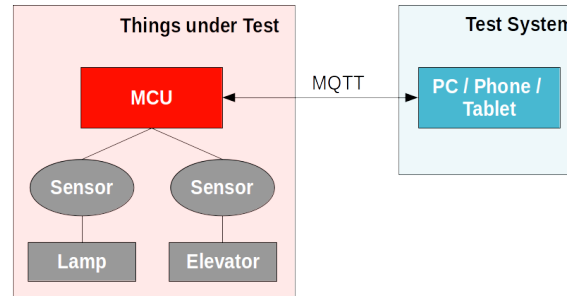 Things under Test
Test System
MCU
MQTT
PC / Phone /
Tablet
Sensor
Sensor
Lamp
Elevator